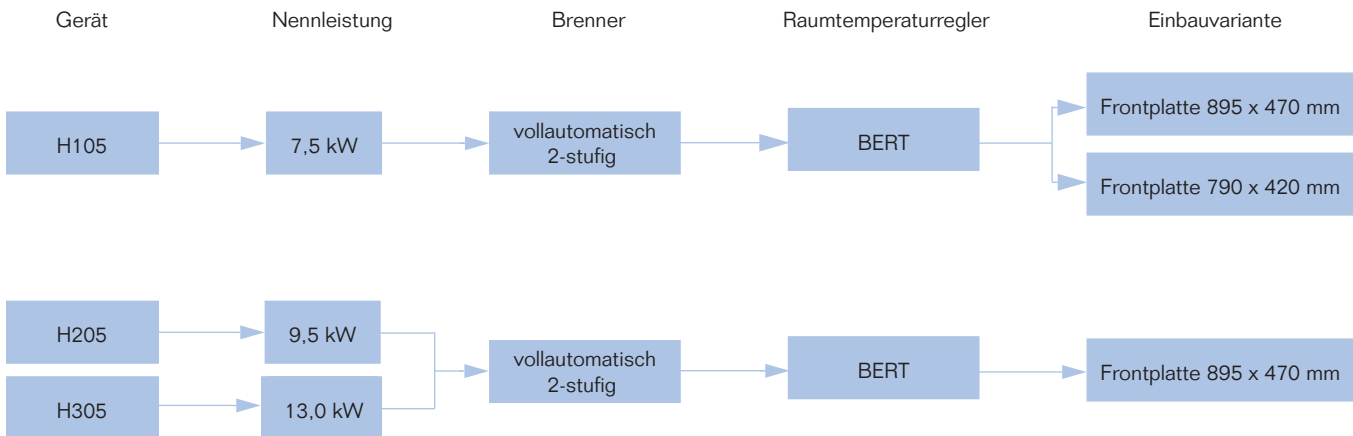 Gerät Nennleistung Brenner Raumtemperaturregler Einbauvariante
Frontplatte 895 x 470 mm
H105 7,5 kW vollautomatisch
2-stufig BERT
Frontplatte 790 x 420 mm
H205 9,5 kW
vollautomatisch
2-stufig BERT Frontplatte 895 x 470 mm
H305 13,0 kW